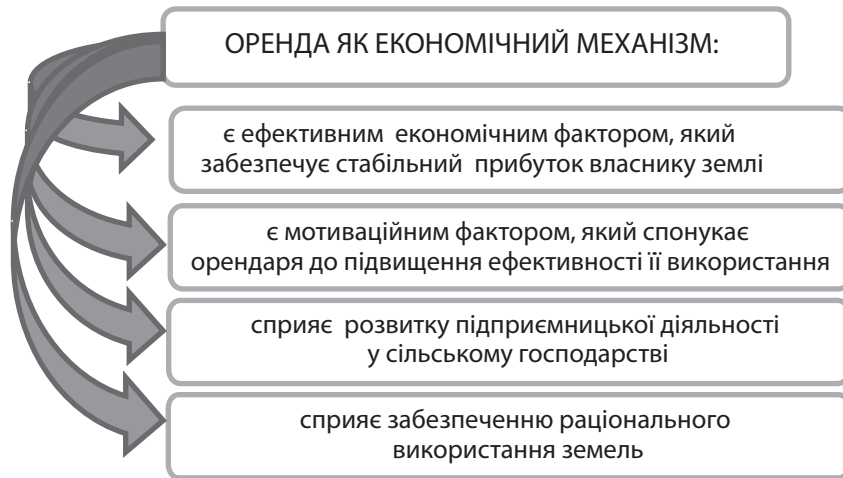 ОРЕНДА ЯК ЕКОНОМІЧНИЙ МЕХАНІЗМ:
є ефективним економічним фактором, який
забезпечує стабільний прибуток власнику землі
є мотиваційним фактором, який спонукає
орендаря до підвищення ефективності її використання
сприяє розвитку підприємницької діяльності
у сільському господарстві
сприяє забезпеченню раціонального
використання земель